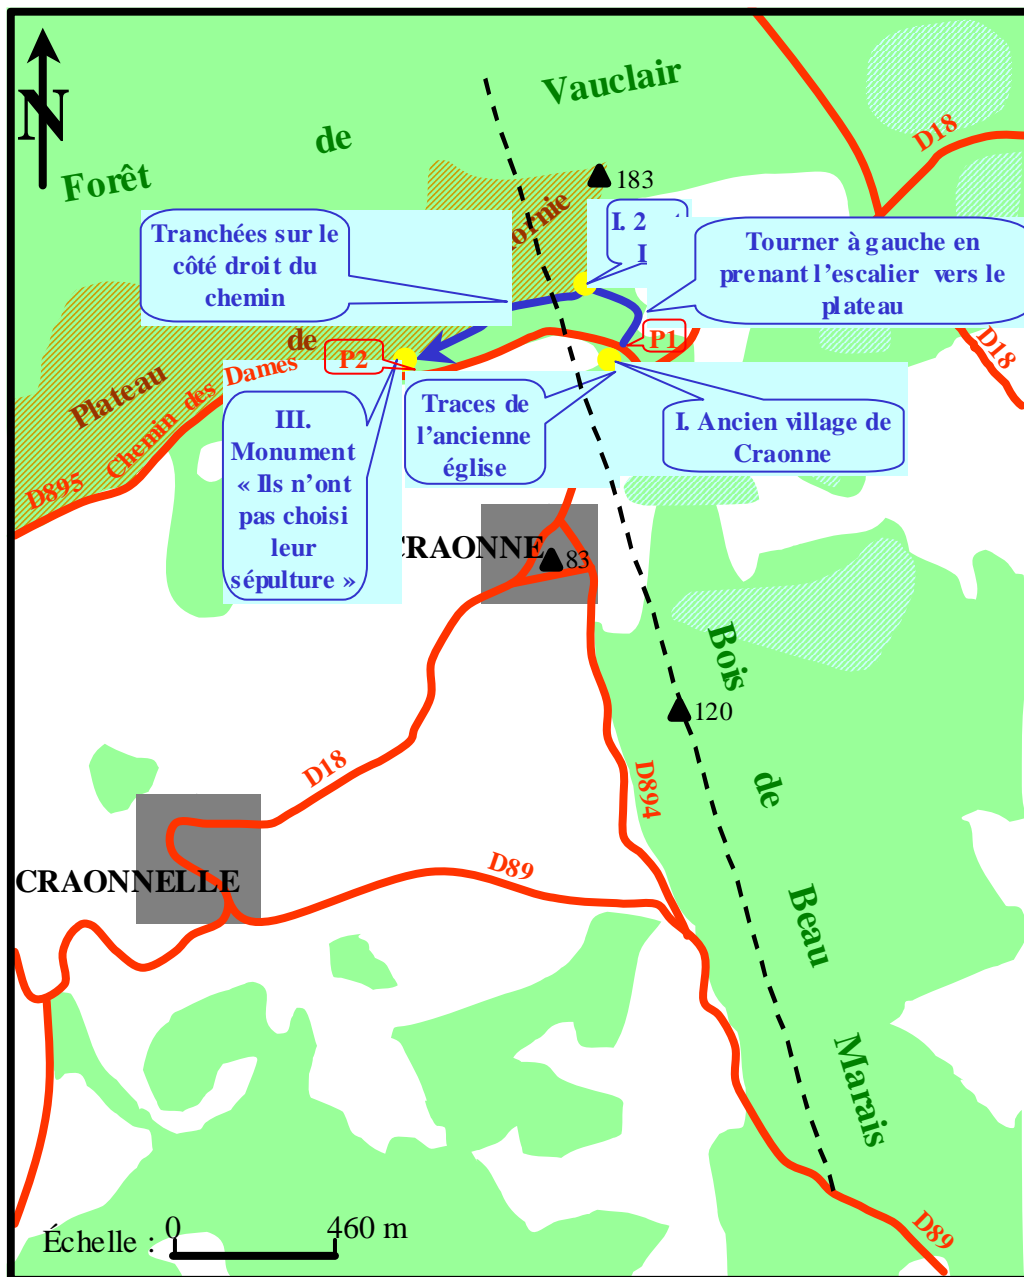 Vauclair
de
Forêt
N
D18
183
I. 2
I
Tranchées sur le
côté droit du
chemin
Tourner à gauche en
prenant l'escalier vers le
plateau
de
P1
P2
D18
Plateau
Chemin des Dames
D895
III.
Monument
« Ils n'ont
pas choisi
leur
sépulture »
Traces de
l'ancienne
église
I. Ancien village de
Craonne
CRAONNE
83
Bois
120
D18
D894
de
D89
CRAONNELLE
Beau
Marais
Échelle :
0
460 m
D89